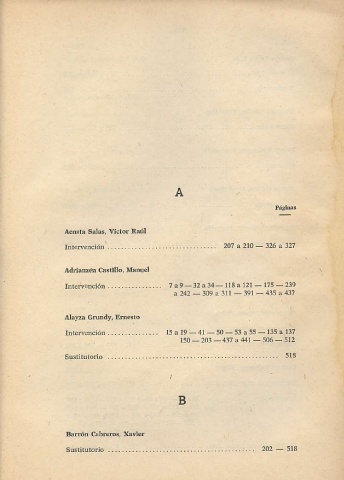 A
Páginas
Acosta Salas, Víctor Raúl
Intervención ................................ 207 a 210 — 326 a 327
Adrianzén Castillo, Manuel
Intervención ................ 7 a 9 — 32 a 34 — 118 a 121 — 175 — 239
a 242 — 309 a 311 — 391 — 435 a 437
Alayza Grundy, Ernesto
Intervención ............... 15 a 19 — 41 — 50 — 53 a 55 — 135 a 137
150 — 203 — 437 a 441 — 506 — 512
Sustitutorio .................................................. 518
B
Barrón Cebreros, Xavier
Sustitutorio ........................................... 202 — 518